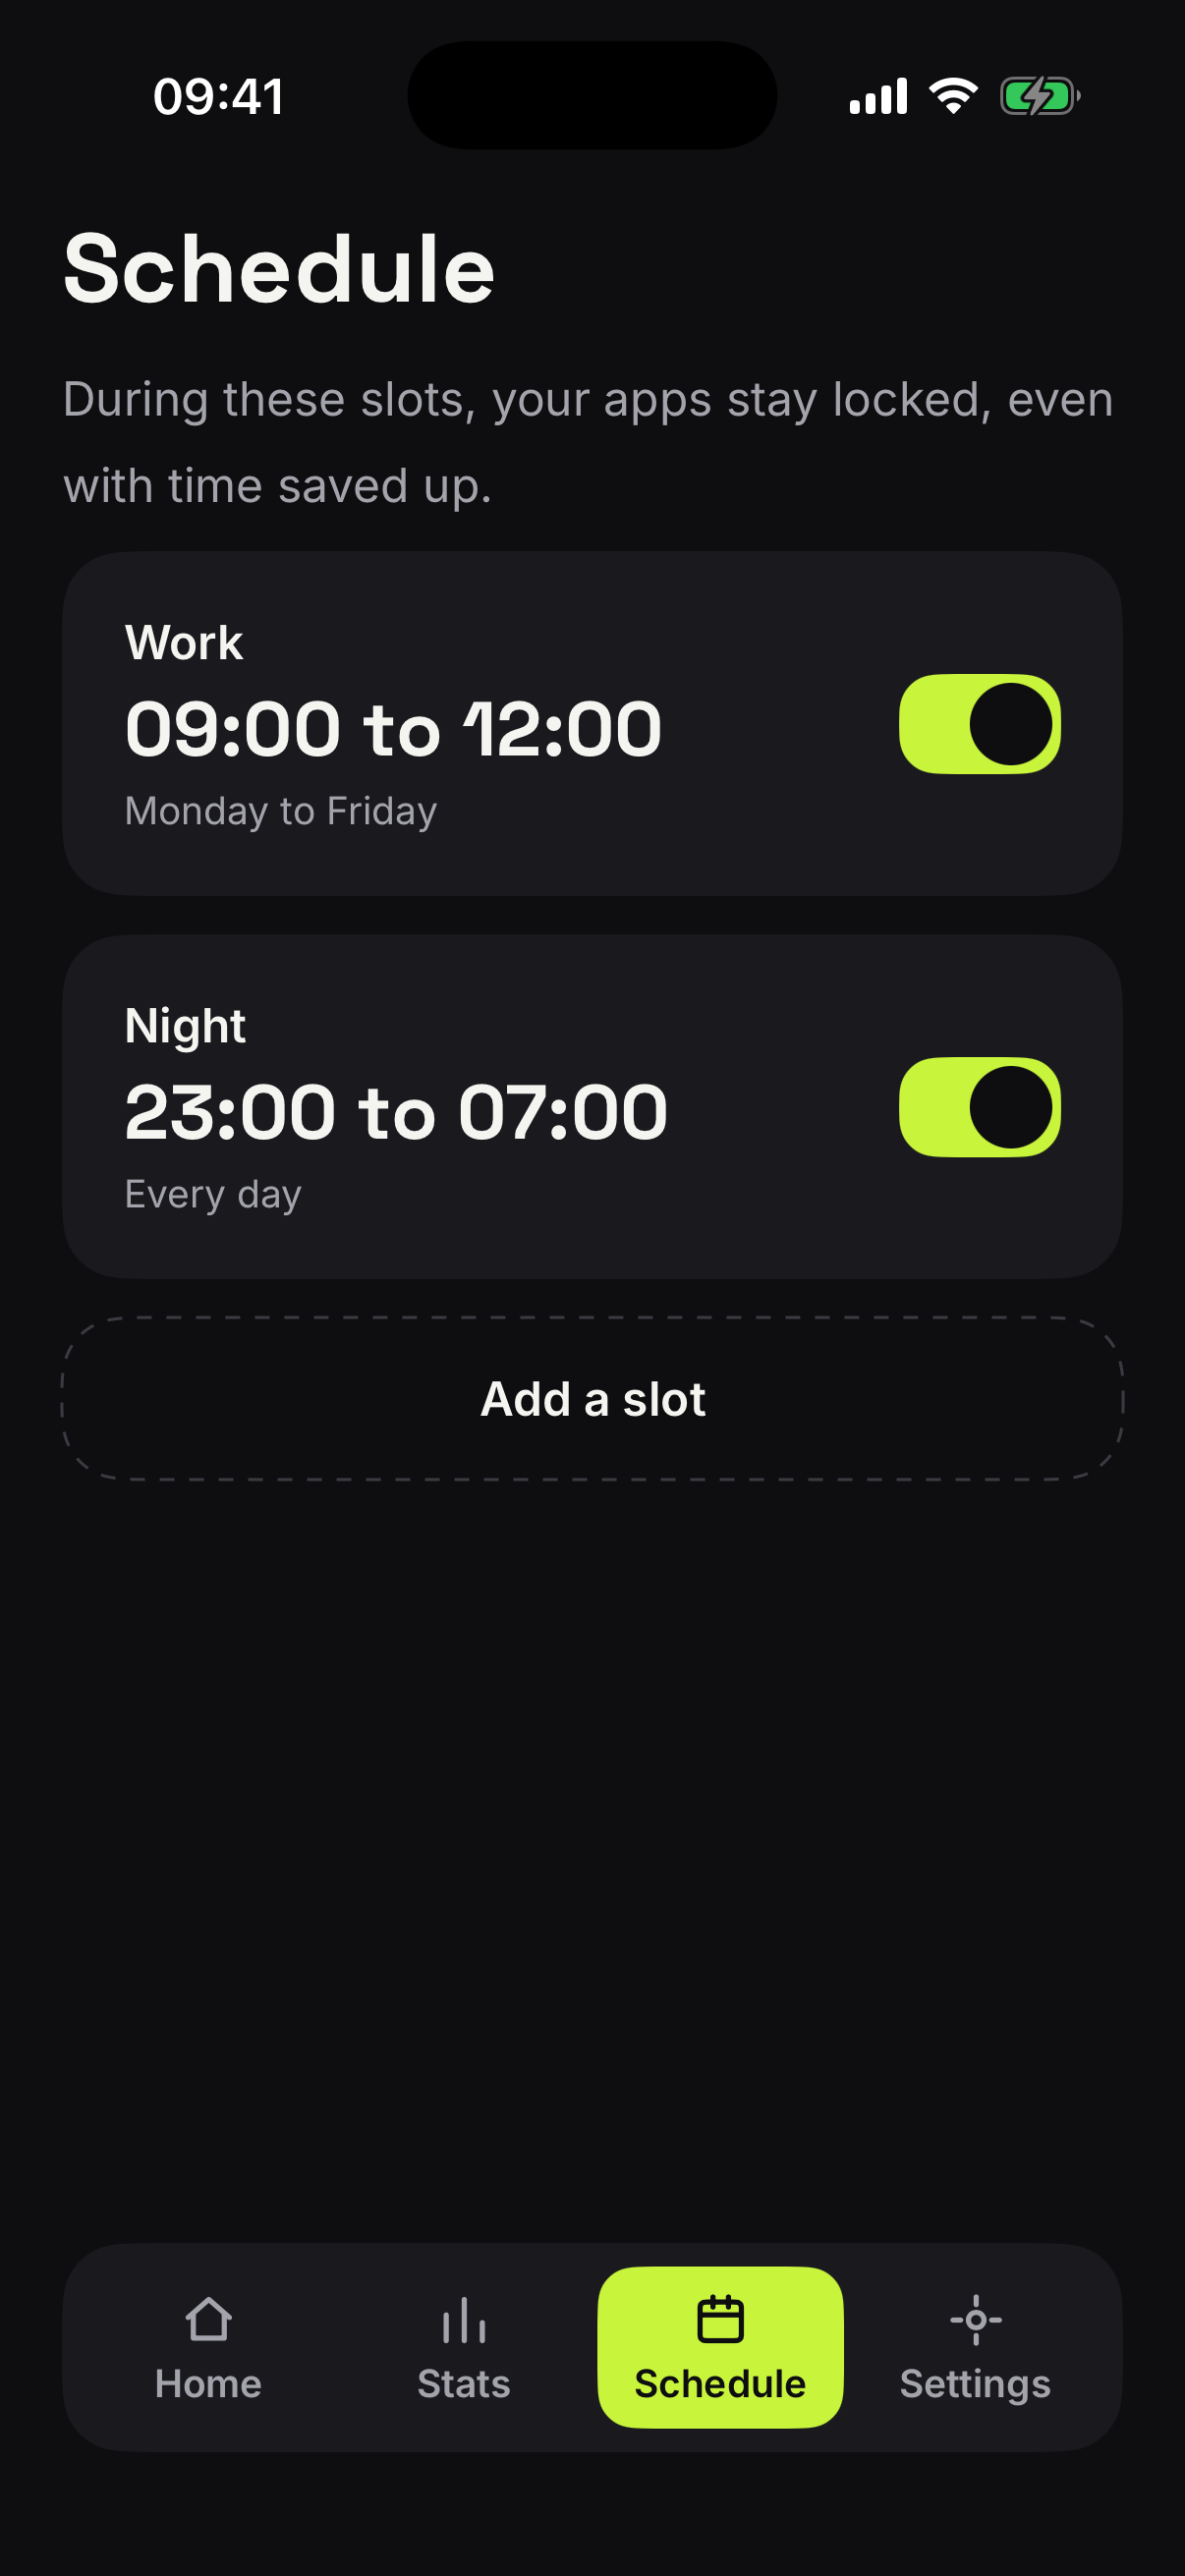 09:41
Schedule
During these slots, your apps stay locked, even
with time saved up.
Work
09:00 to 12:00
Monday to Friday
Night
23:00 to 07:00
Every day
Add a slot
Home
Stats
Schedule
Settings